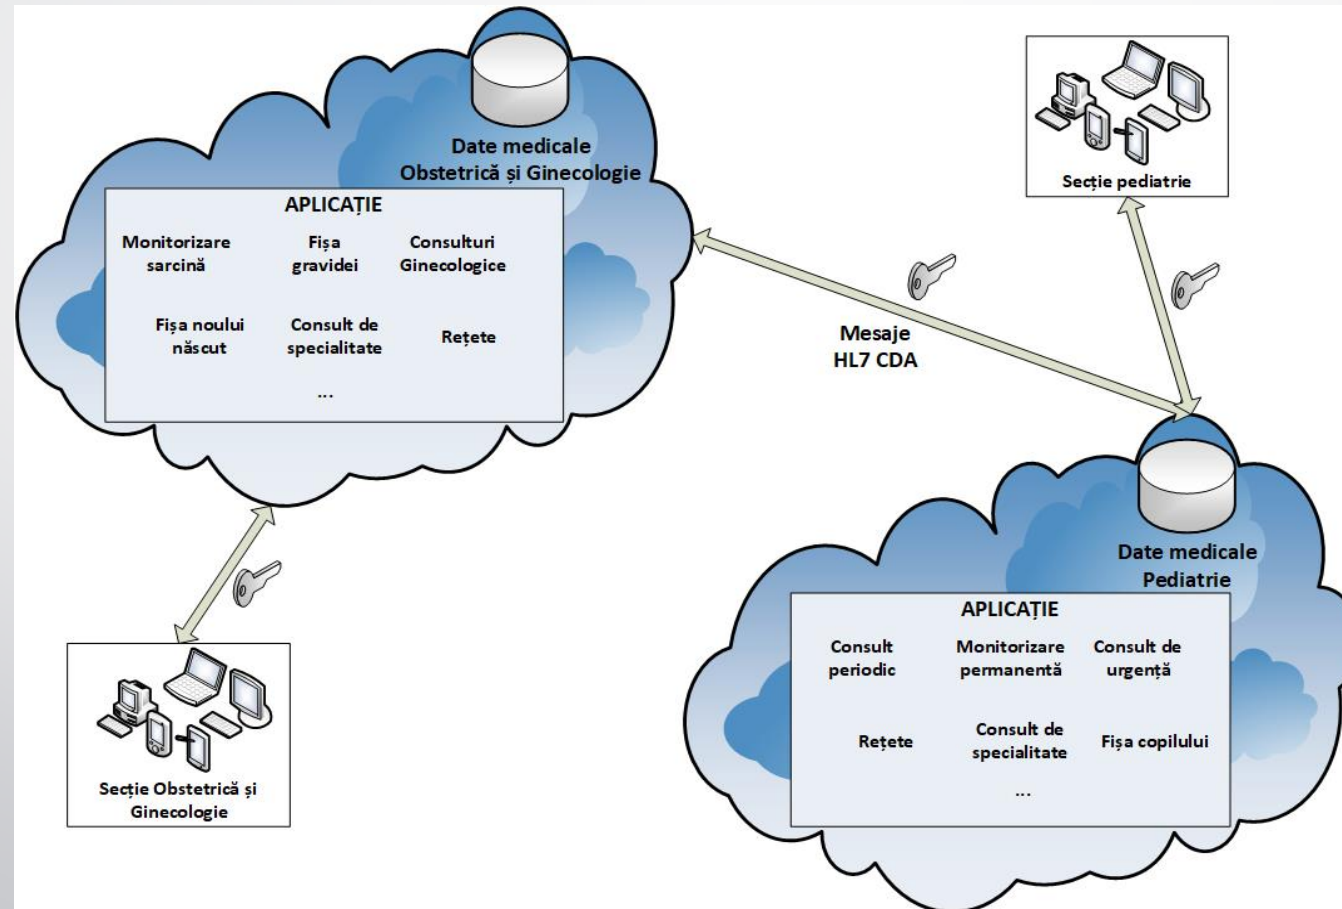 Date medicale
Obstetrică și Ginecologie
APLICAȚIE
Monitorizare
sarcină
Fișa
gravidei
Consulturi
Ginecologice
Fișa noului
născut
Consult de
specialitate
Rețete
...
Secție pediatrie
Mesaje
HL7 CDA
Secție Obstetrică și
Ginecologie
Date medicale
Pediatrie
APLICAȚIE
Consult
periodic
Monitorizare
permanentă
Consult de
urgență
Rețete
Consult de
specialitate
Fișa copilului
...